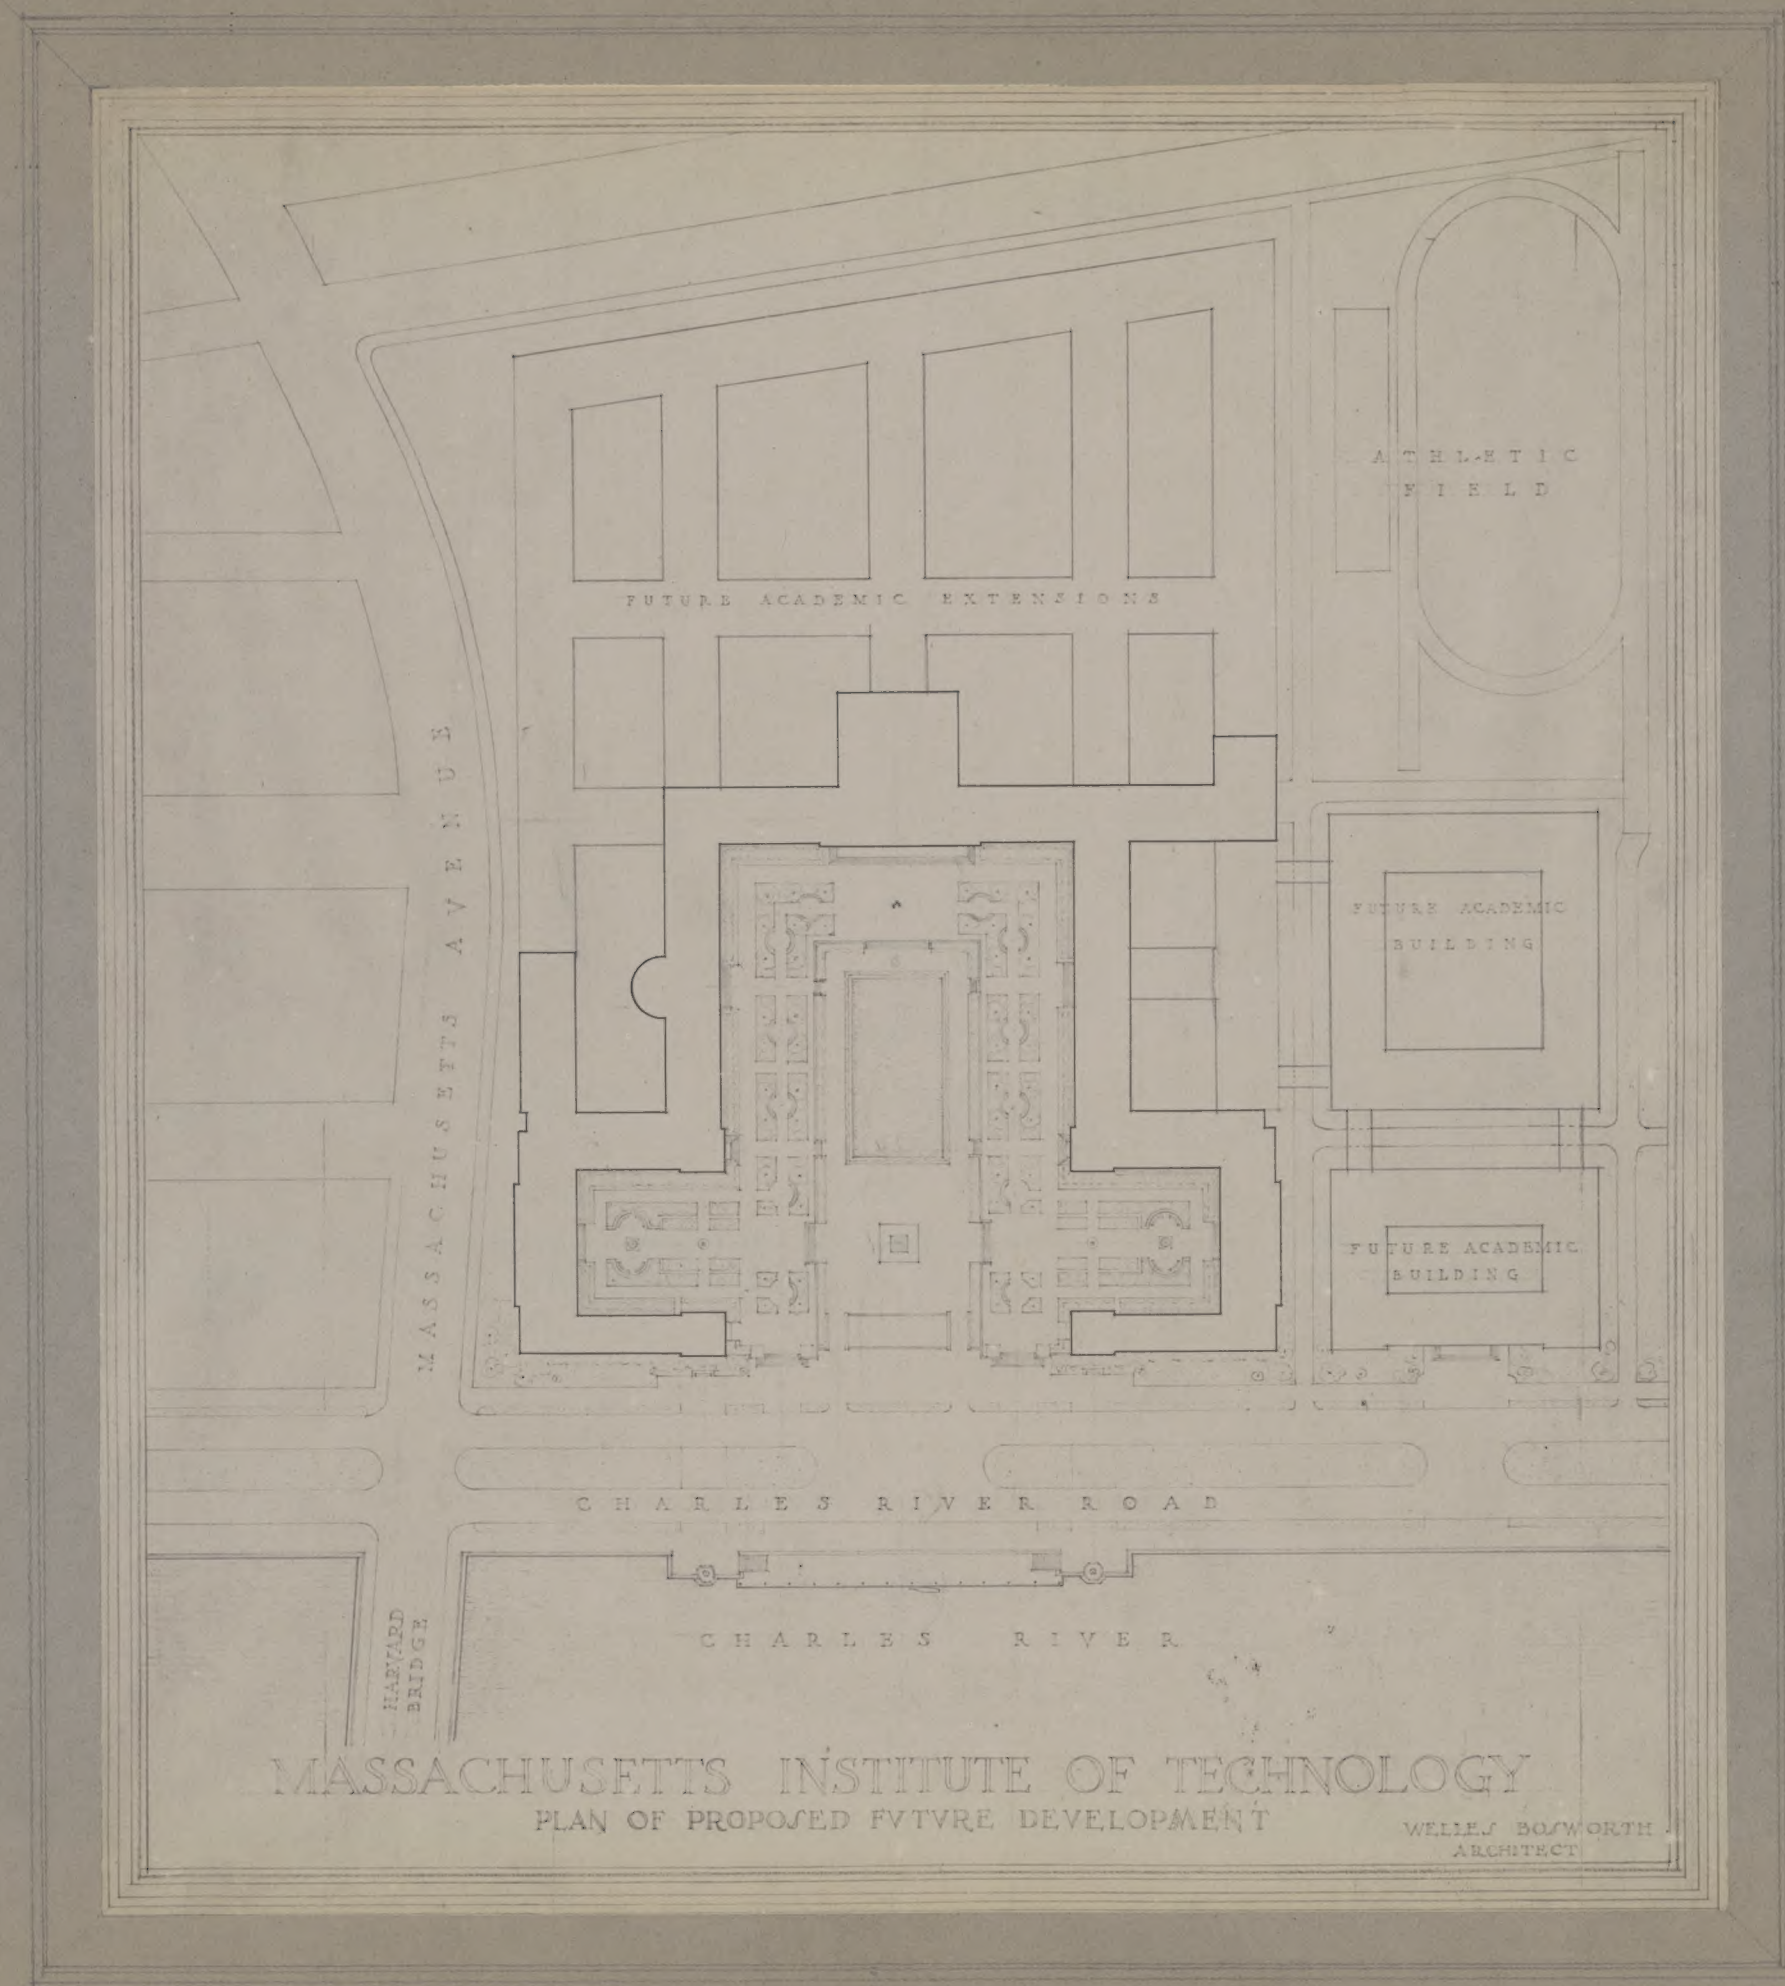 ATHLETIC
FIELD
FUTURE ACADEMIC EXTENSIONS
MASSACHUSETTS AVENUE
FUTURE ACADEMIC
BUILDING
FUTURE ACADEMIC
BUILDING
CHARLES RIVER ROAD
HARVARD
BRIDGE
CHARLES RIVER
MASSACHUSETTS INSTITUTE OF TECHNOLOGY
PLAN OF PROPOSED FVTVRE DEVELOPMENT
WELLES BOSWORTH
ARCHITECT